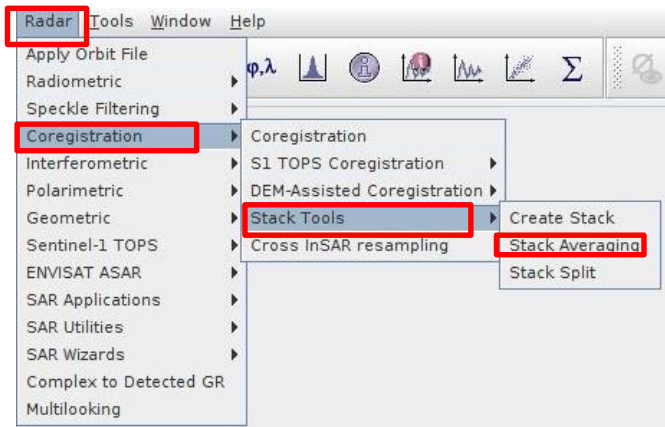 Radar Tools Window Help
Apply Orbit File
Radiometric
Speckle Filtering
Coregistration
Interferometric
Polarimetric
Geometric
Sentinel-1 TOPS
ENVISAT ASAR
SAR Applications
SAR Utilities
SAR Wizards
Complex to Detected GR
Multilooking
φ,λ
Σ
Coregistration
S1 TOPS Coregistration
DEM-Assisted Coregistration
Stack Tools
Cross InSAR resampling
Create Stack
Stack Averaging
Stack Split